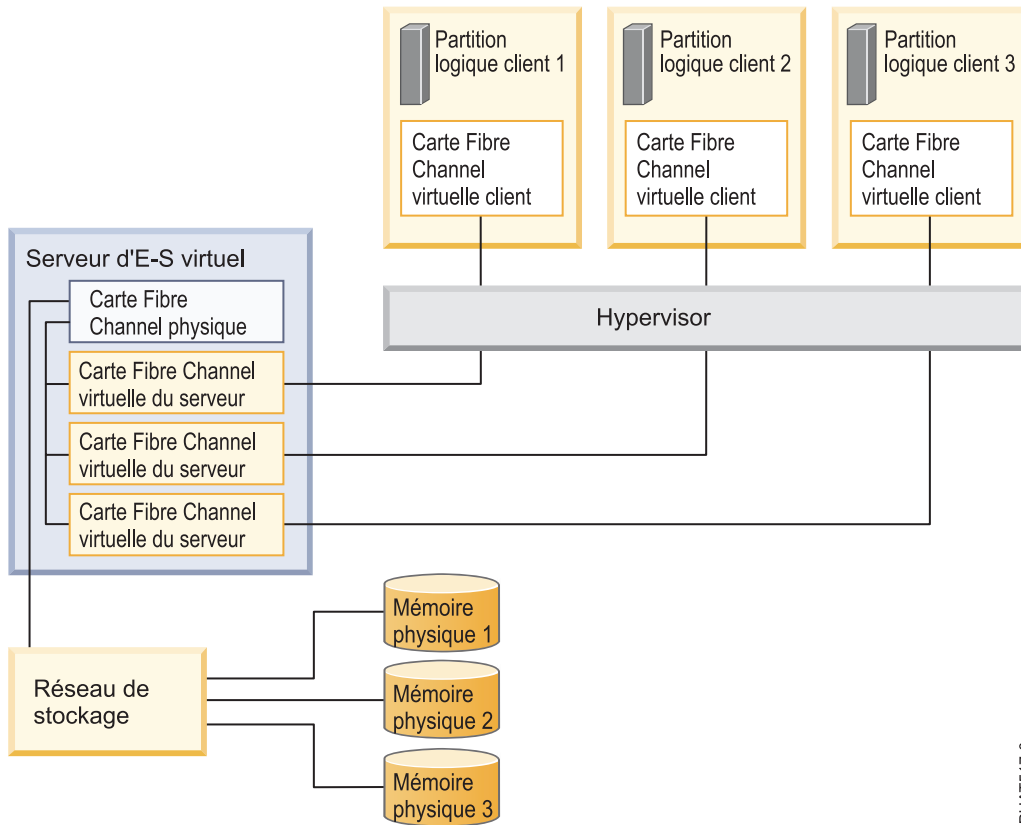 Partition
logique client 1
Partition
logique client 2
Partition
logique client 3
Carte Fibre
Channel
virtuelle client
Carte Fibre
Channel
virtuelle client
Carte Fibre
Channel
virtuelle client
Serveur d'E-S virtuel
Carte Fibre
Channel physique
Hypervisor
Carte Fibre Channel
virtuelle du serveur
Carte Fibre Channel
virtuelle du serveur
Carte Fibre Channel
virtuelle du serveur
Mémoire
physique 1
Réseau de
stockage
Mémoire
physique 2
Mémoire
physique 3